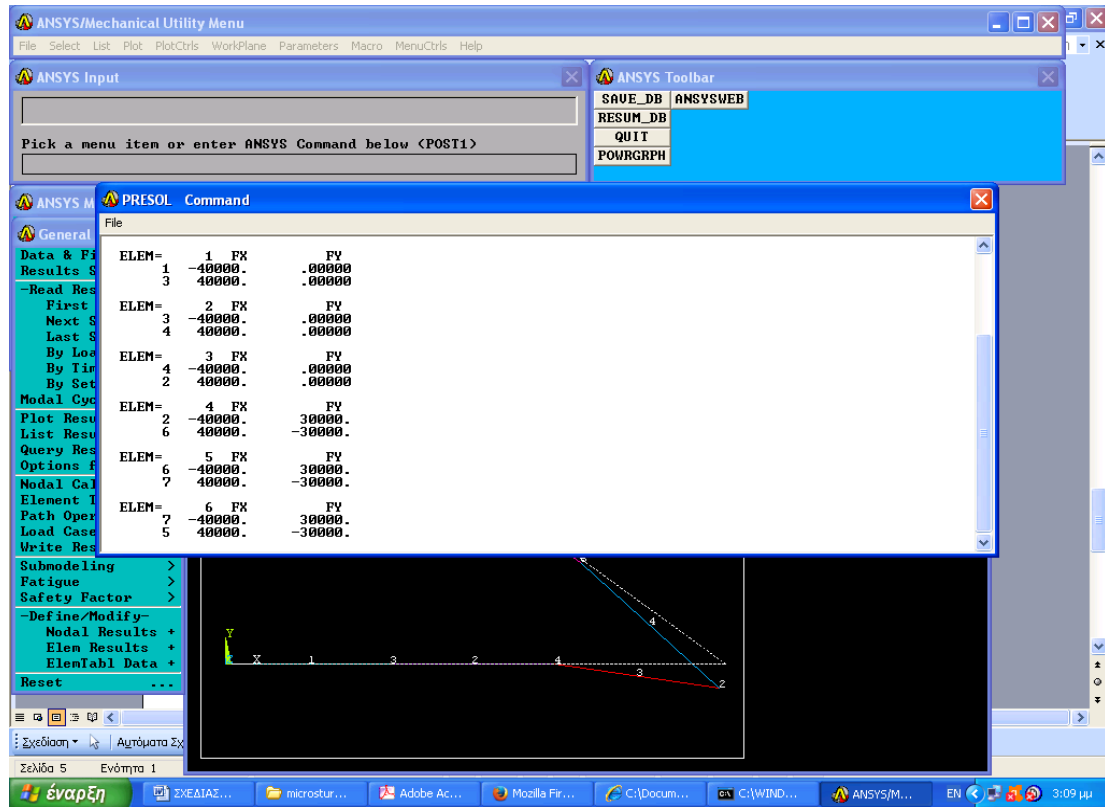 ANSYS/Mechanical Utility Menu
File Select List Plot PlotCtrls WorkPlane Parameters Macro MenuCtrls Help
ANSYS Input
ANSYS Toolbar
SAVE_DB ANSYSWEB
RESUM_DB
QUIT
POWRGRPH
Pick a menu item or enter ANSYS Command below (POST1)
ANSYS M
PRESOL Command
File
General
Data & Fi
Results S
-Read Res
First
Next S
Last S
By Loa
By Tim
By Set
Modal Cyc
Plot Resu
List Resu
Query Res
Options f
Nodal Cal
Element T
Path Oper
Load Case
Write Res
Submodeling >
Fatigue >
Safety Factor >
-Define/Modify-
Nodal Results +
Elem Results +
ElemTabl Data +
Reset ...
ELEM= 1 FX FY
1 -40000. .00000
3 40000. .00000
ELEM= 2 FX FY
3 -40000. .00000
4 40000. .00000
ELEM= 3 FX FY
4 -40000. .00000
2 40000. .00000
ELEM= 4 FX FY
2 -40000. 30000.
6 40000. -30000.
ELEM= 5 FX FY
6 -40000. 30000.
7 40000. -30000.
ELEM= 6 FX FY
7 -40000. 30000.
5 40000. -30000.
4
Y
X 1 3 2 4 3 2
Σχεδίαση Αυτόματα Σχ
Σελίδα 5 Ενότητα 1
έναρξη ΣΧΕΔΙΑΣ... microstur... Adobe Ac... Mozilla Fir... C:\Docum... C:\WIND... ANSYS/M... EN 3:09 μμ